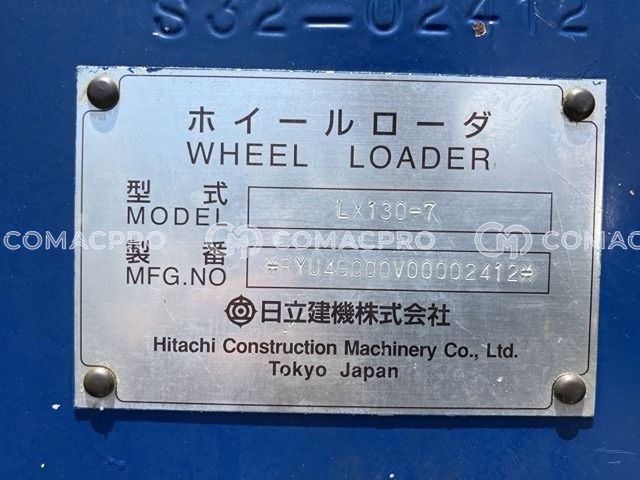 S32-02412
ホイールローダ
WHEEL LOADER
型式 LX130-7
MODEL
COMACPRO COMACPRO COMACPRO
製番 *RYU4G000V00002412*
MFG.NO
日立建機株式会社
Hitachi Construction Machinery Co., Ltd.
Tokyo Japan